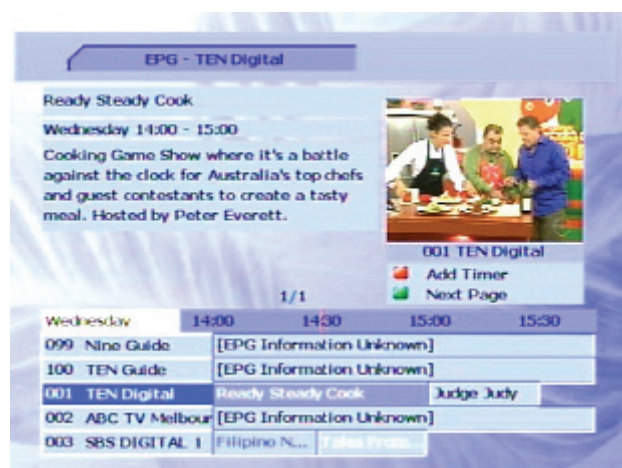 EPG - TEN Digital
Ready Steady Cook
Wednesday 14:00 - 15:00
Cooking Game Show where it's a battle
against the clock for Australia's top chefs
and guest contestants to create a tasty
meal. Hosted by Peter Everett.
001 TEN Digital
Add Timer
1/1 Next Page
Wednesday 14:00 14:30 15:00 15:30
099 Nine Guide [EPG Information Unknown]
100 TEN Guide [EPG Information Unknown]
001 TEN Digital Ready Steady Cook Judge Judy
002 ABC TV Melbour [EPG Information Unknown]
003 SBS DIGITAL 1 Filipino N... Tales From...